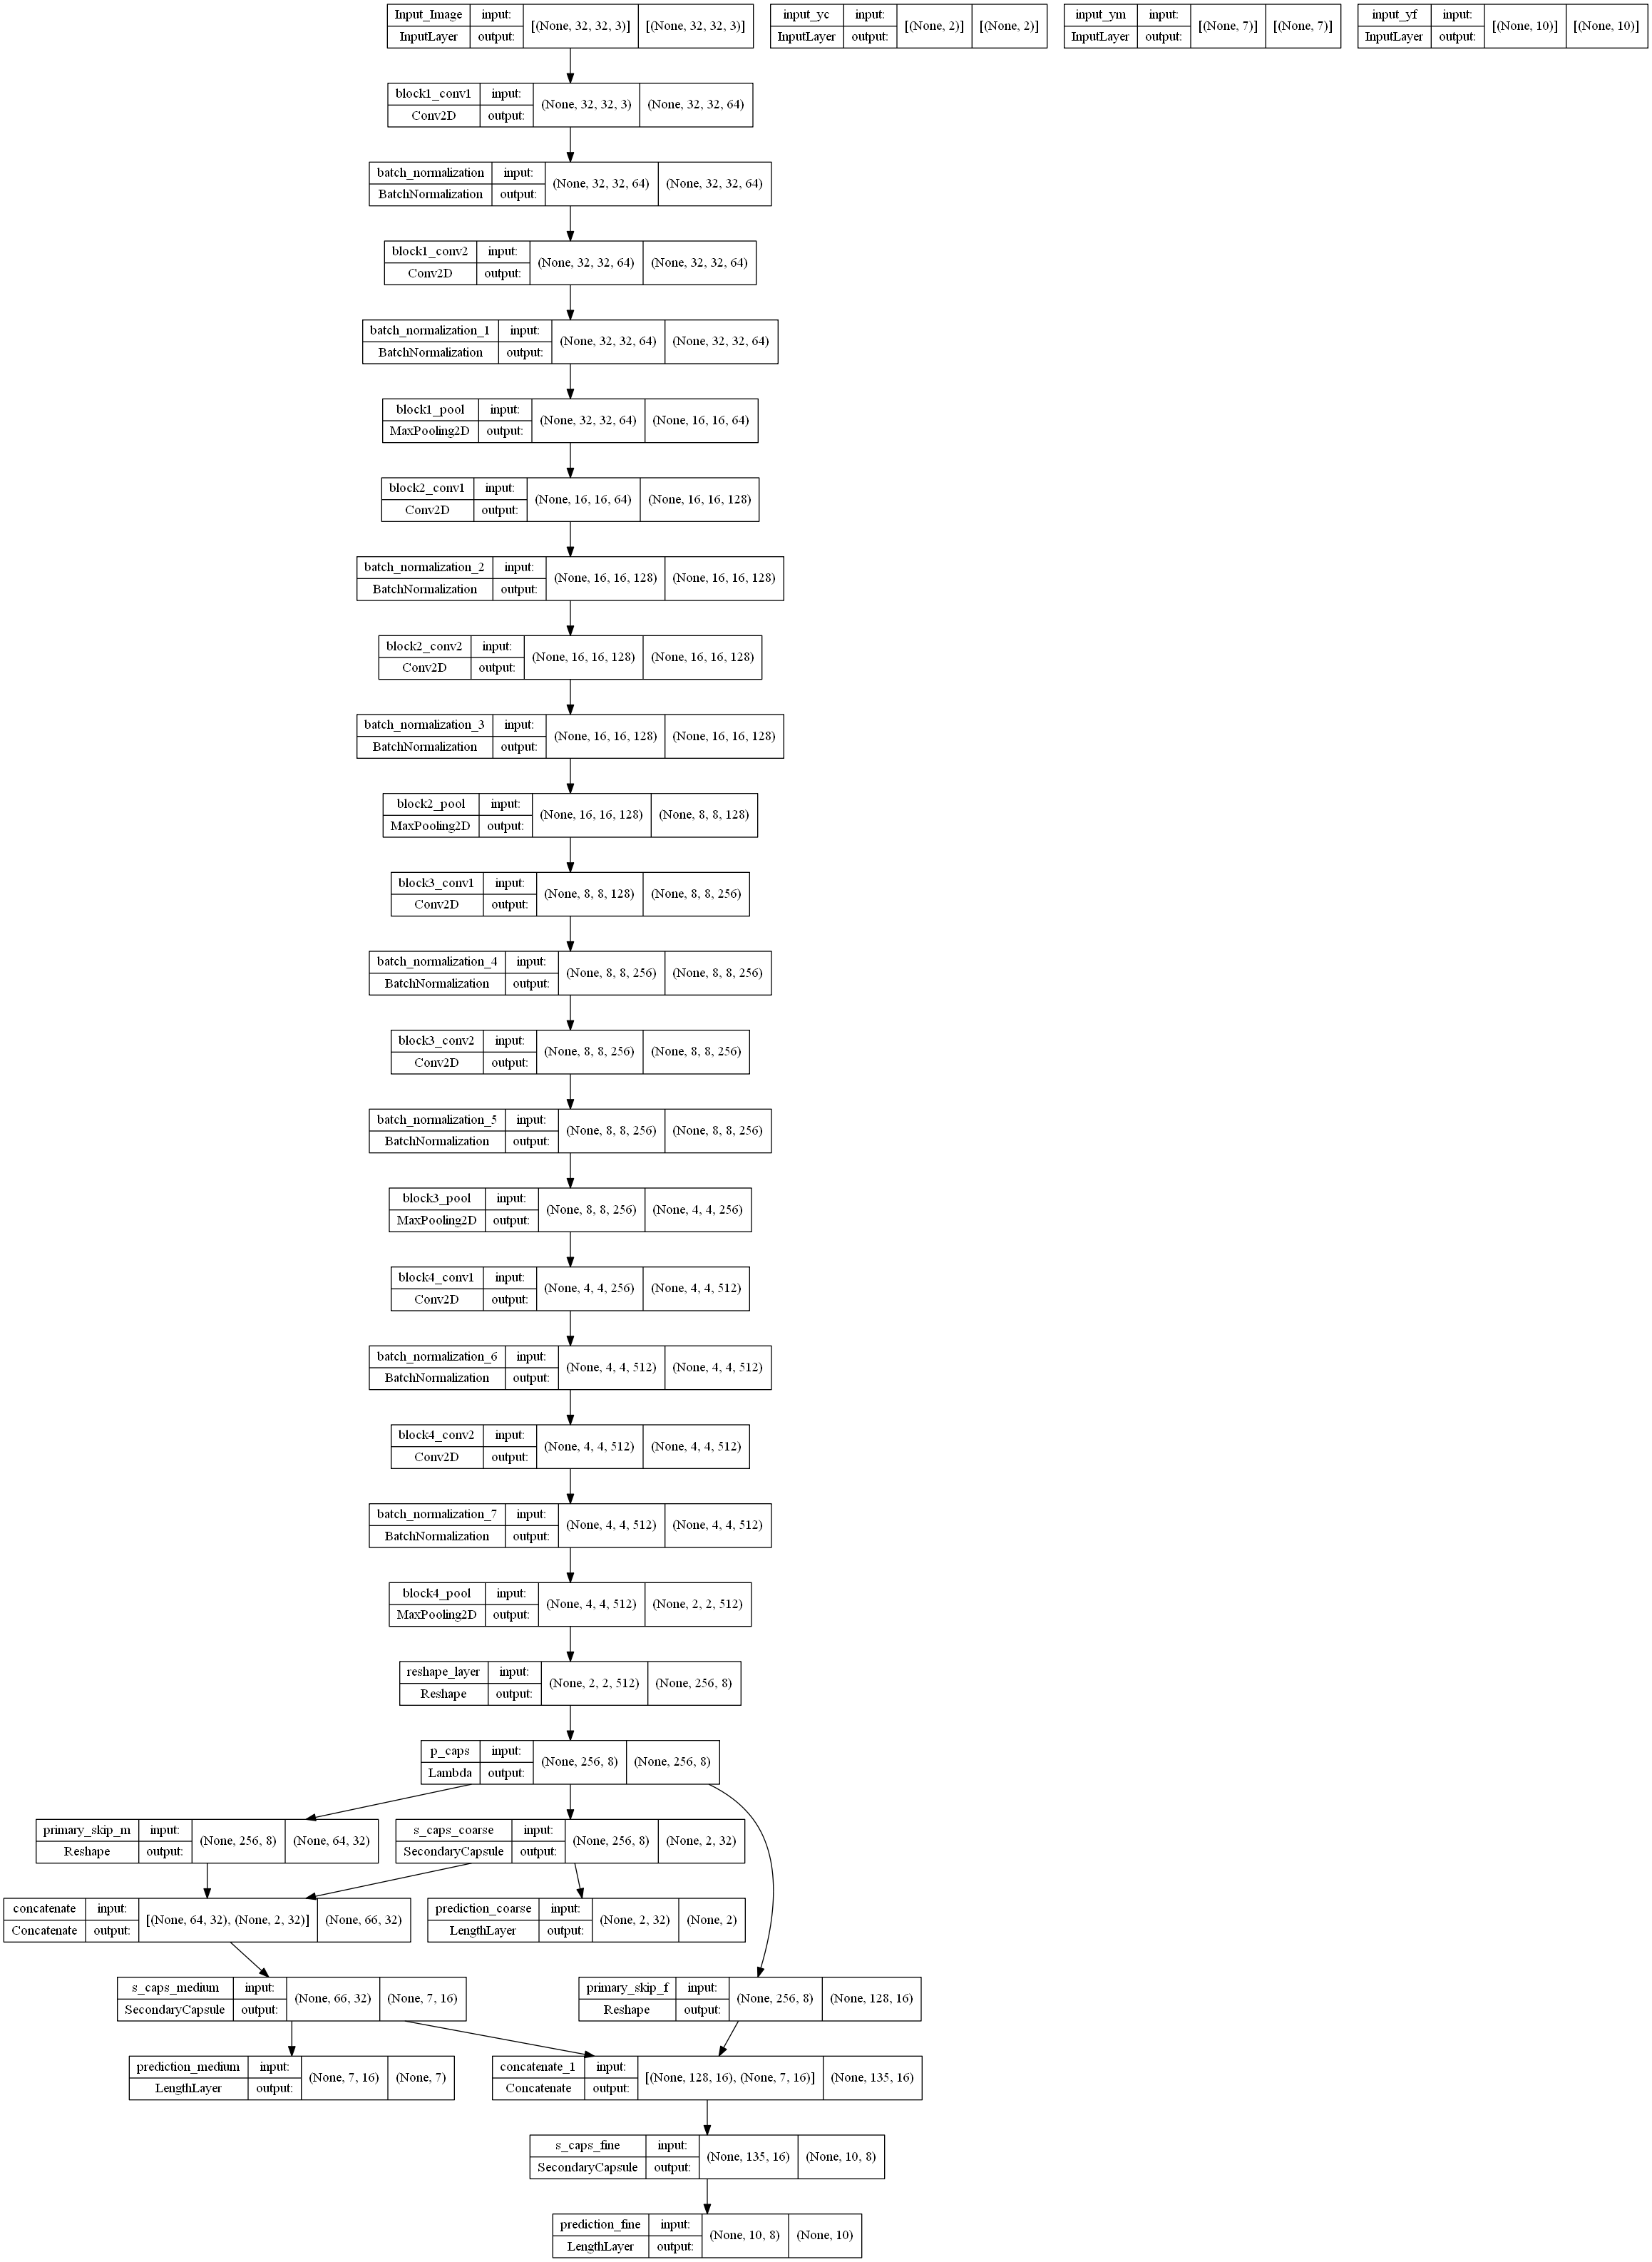 Input_Image input: [(None, 32, 32, 3)] [(None, 32, 32, 3)]
InputLayer output:
input_yc input: [(None, 2)] [(None, 2)]
InputLayer output:
input_ym input: [(None, 7)] [(None, 7)]
InputLayer output:
input_yf input: [(None, 10)] [(None, 10)]
InputLayer output:
block1_conv1 input: (None, 32, 32, 3) (None, 32, 32, 64)
Conv2D output:
batch_normalization input: (None, 32, 32, 64) (None, 32, 32, 64)
BatchNormalization output:
block1_conv2 input: (None, 32, 32, 64) (None, 32, 32, 64)
Conv2D output:
batch_normalization_1 input: (None, 32, 32, 64) (None, 32, 32, 64)
BatchNormalization output:
block1_pool input: (None, 32, 32, 64) (None, 16, 16, 64)
MaxPooling2D output:
block2_conv1 input: (None, 16, 16, 64) (None, 16, 16, 128)
Conv2D output:
batch_normalization_2 input: (None, 16, 16, 128) (None, 16, 16, 128)
BatchNormalization output:
block2_conv2 input: (None, 16, 16, 128) (None, 16, 16, 128)
Conv2D output:
batch_normalization_3 input: (None, 16, 16, 128) (None, 16, 16, 128)
BatchNormalization output:
block2_pool input: (None, 16, 16, 128) (None, 8, 8, 128)
MaxPooling2D output:
block3_conv1 input: (None, 8, 8, 128) (None, 8, 8, 256)
Conv2D output:
batch_normalization_4 input: (None, 8, 8, 256) (None, 8, 8, 256)
BatchNormalization output:
block3_conv2 input: (None, 8, 8, 256) (None, 8, 8, 256)
Conv2D output:
batch_normalization_5 input: (None, 8, 8, 256) (None, 8, 8, 256)
BatchNormalization output:
block3_pool input: (None, 8, 8, 256) (None, 4, 4, 256)
MaxPooling2D output:
block4_conv1 input: (None, 4, 4, 256) (None, 4, 4, 512)
Conv2D output:
batch_normalization_6 input: (None, 4, 4, 512) (None, 4, 4, 512)
BatchNormalization output:
block4_conv2 input: (None, 4, 4, 512) (None, 4, 4, 512)
Conv2D output:
batch_normalization_7 input: (None, 4, 4, 512) (None, 4, 4, 512)
BatchNormalization output:
block4_pool input: (None, 4, 4, 512) (None, 2, 2, 512)
MaxPooling2D output:
reshape_layer input: (None, 2, 2, 512) (None, 256, 8)
Reshape output:
p_caps input: (None, 256, 8) (None, 256, 8)
Lambda output:
primary_skip_m input: (None, 256, 8) (None, 64, 32)
Reshape output:
s_caps_coarse input: (None, 256, 8) (None, 2, 32)
SecondaryCapsule output:
concatenate input: [(None, 64, 32), (None, 2, 32)] (None, 66, 32)
Concatenate output:
prediction_coarse input: (None, 2, 32) (None, 2)
LengthLayer output:
s_caps_medium input: (None, 66, 32) (None, 7, 16)
SecondaryCapsule output:
primary_skip_f input: (None, 256, 8) (None, 128, 16)
Reshape output:
prediction_medium input: (None, 7, 16) (None, 7)
LengthLayer output:
concatenate_1 input: [(None, 128, 16), (None, 7, 16)] (None, 135, 16)
Concatenate output:
s_caps_fine input: (None, 135, 16) (None, 10, 8)
SecondaryCapsule output:
prediction_fine input: (None, 10, 8) (None, 10)
LengthLayer output: